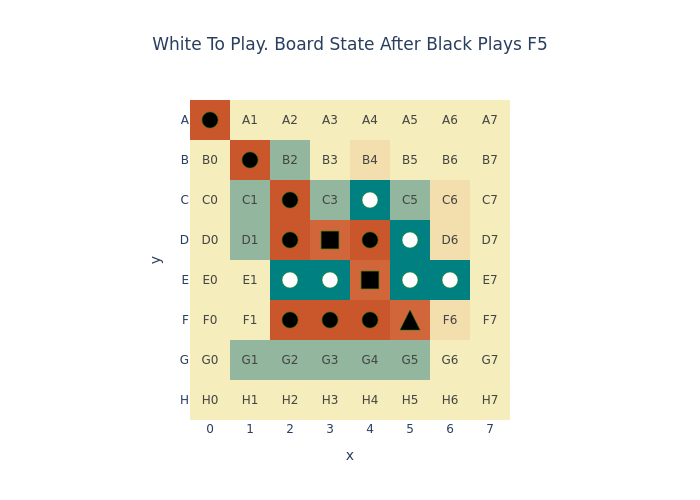 White To Play. Board State After Black Plays F5
A A1 A2 A3 A4 A5 A6 A7
B B0 B2 B3 B4 B5 B6 B7
C C0 C1 C3 C5 C6 C7
D D0 D1 D6 D7
y
E E0 E1 E7
F F0 F1 F6 F7
G G0 G1 G2 G3 G4 G5 G6 G7
H H0 H1 H2 H3 H4 H5 H6 H7
0 1 2 3 4 5 6 7
x